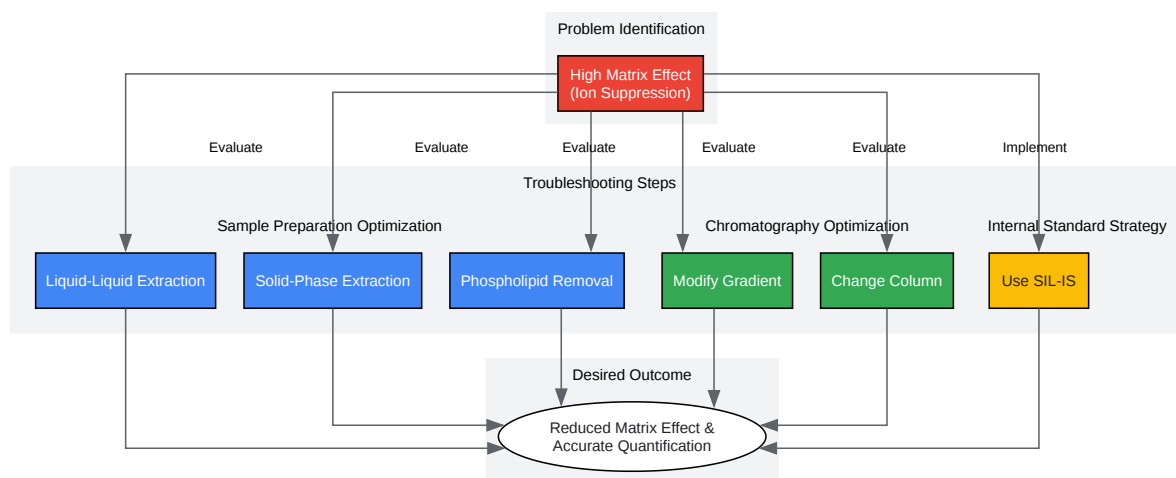 Problem Identification
High Matrix Effect
(Ion Suppression)
Evaluate
Evaluate
Evaluate
Evaluate
Evaluate
Implement
Troubleshooting Steps
Sample Preparation Optimization
Chromatography Optimization
Internal Standard Strategy
Liquid-Liquid Extraction
Solid-Phase Extraction
Phospholipid Removal
Modify Gradient
Change Column
Use SIL-IS
Desired Outcome
Reduced Matrix Effect &
Accurate Quantification